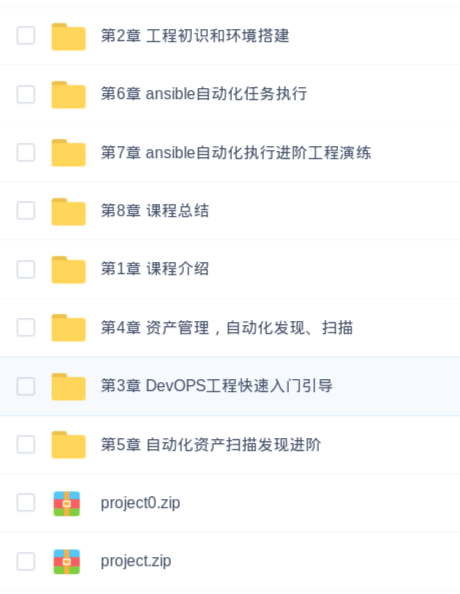 第2章 工程初识和环境搭建
第6章 ansible自动化任务执行
第7章 ansible自动化执行进阶工程演练
第8章 课程总结
第1章 课程介绍
第4章 资产管理，自动化发现、扫描
第3章 DevOPS工程快速入门引导
第5章 自动化资产扫描发现进阶
project0.zip
project.zip